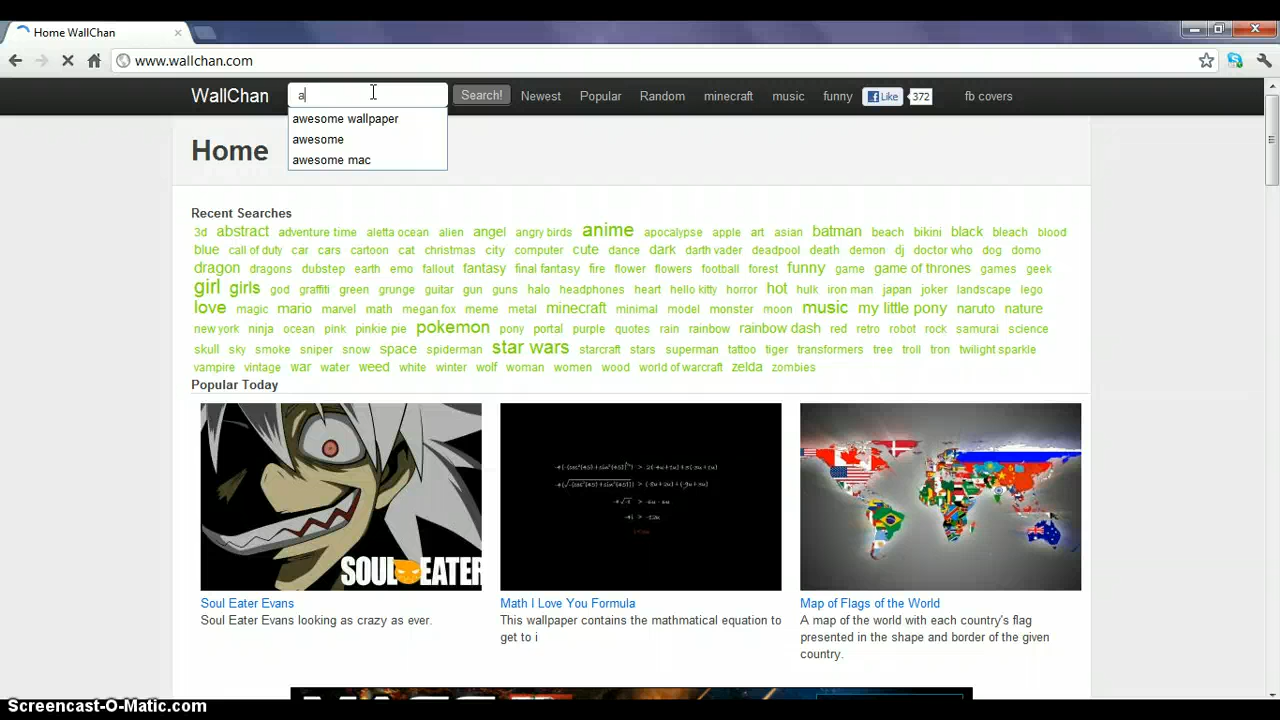 Home WallChan
www.wallchan.com
WallChan a Search! Newest Popular Random minecraft music funny Like 372 fb covers
awesome wallpaper
awesome
awesome mac
Home
Recent Searches
3d abstract adventure time aletta ocean alien angel angry birds anime apocalypse apple art asian batman beach bikini black bleach blood
blue call of duty car cars cartoon cat christmas city computer cute dance dark darth vader deadpool death demon dj doctor who dog domo
dragon dragons dubstep earth emo fallout fantasy final fantasy fire flower flowers football forest funny game game of thrones games geek
girl girls god graffiti green grunge guitar gun guns halo headphones heart hello kitty horror hot hulk iron man japan joker landscape lego
love magic mario marvel math megan fox meme metal minecraft minimal model monster moon music my little pony naruto nature
new york ninja ocean pink pinkie pie pokemon pony portal purple quotes rain rainbow rainbow dash red retro robot rock samurai science
skull sky smoke sniper snow space spiderman star wars starcraft stars superman tattoo tiger transformers tree troll tron twilight sparkle
vampire vintage war water weed white winter wolf woman women wood world of warcraft zelda zombies
Popular Today
SOUL EATER
Soul Eater Evans
Soul Eater Evans looking as crazy as ever.
Math I Love You Formula
This wallpaper contains the mathmatical equation to
get to i
Map of Flags of the World
A map of the world with each country's flag
presented in the shape and border of the given
country.
Screencast-O-Matic.com